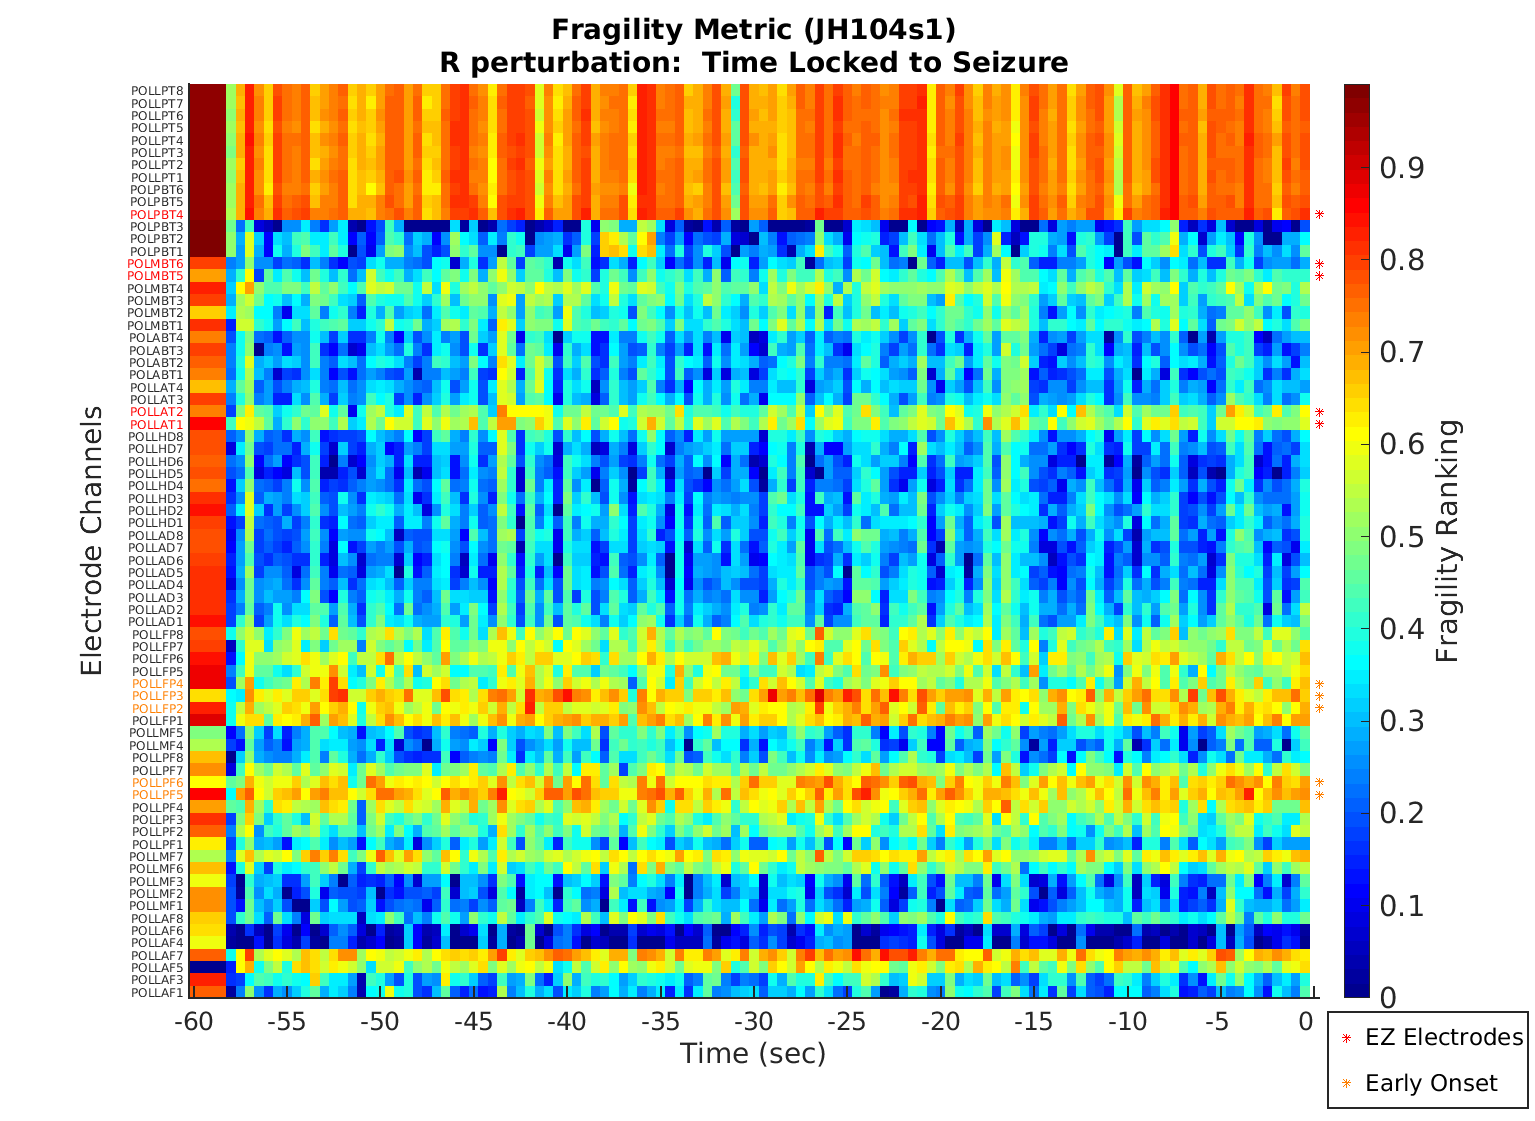 Fragility Metric (JH104s1)
R perturbation:  Time Locked to Seizure
Electrode Channels
POLLPT8
POLLPT7
POLLPT6
POLLPT5
POLLPT4
POLLPT3
POLLPT2
POLLPT1
POLPBT6
POLPBT5
POLPBT4
POLPBT3
POLPBT2
POLPBT1
POLMBT6
POLMBT5
POLMBT4
POLMBT3
POLMBT2
POLMBT1
POLABT4
POLABT3
POLABT2
POLABT1
POLLAT4
POLLAT3
POLLAT2
POLLAT1
POLLHD8
POLLHD7
POLLHD6
POLLHD5
POLLHD4
POLLHD3
POLLHD2
POLLHD1
POLLAD8
POLLAD7
POLLAD6
POLLAD5
POLLAD4
POLLAD3
POLLAD2
POLLAD1
POLLFP8
POLLFP7
POLLFP6
POLLFP5
POLLFP4
POLLFP3
POLLFP2
POLLFP1
POLLMF5
POLLMF4
POLLPF8
POLLPF7
POLLPF6
POLLPF5
POLLPF4
POLLPF3
POLLPF2
POLLPF1
POLLMF7
POLLMF6
POLLMF3
POLLMF2
POLLMF1
POLLAF8
POLLAF6
POLLAF4
POLLAF7
POLLAF5
POLLAF3
POLLAF1
-60 -55 -50 -45 -40 -35 -30 -25 -20 -15 -10 -5 0
Time (sec)
0.9
0.8
0.7
0.6
0.5
0.4
0.3
0.2
0.1
0
Fragility Ranking
EZ Electrodes
Early Onset